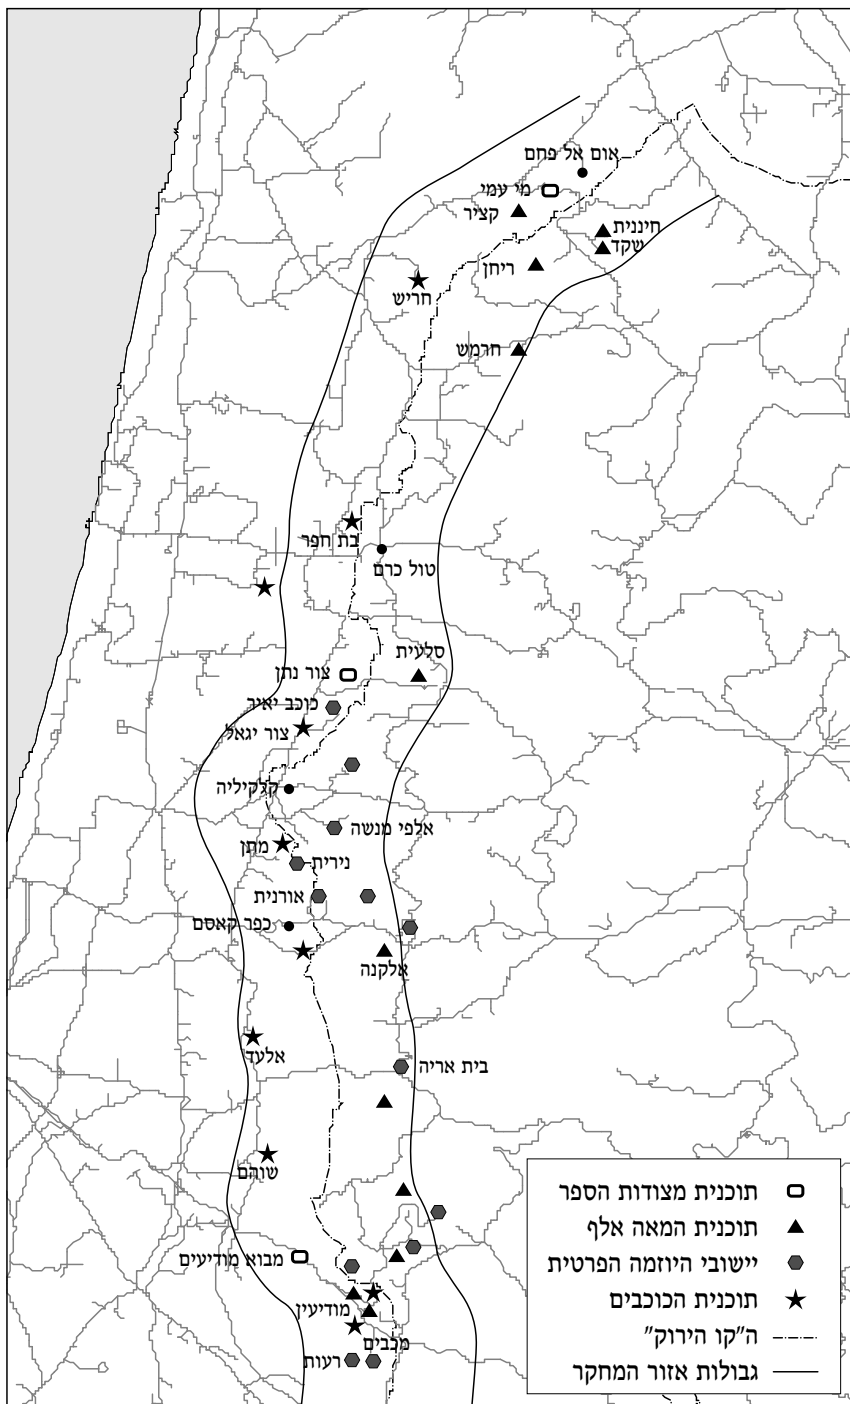 אום אל פחם
מי עמי
קציר
חיננית
שקד
ריחן
חריש
חרמש
בת חפר
טול כרם
סלעית
צור נתן
כוכב יאיר
צור יגאל
קלקיליה
אלפי מנשה
מתן
נירית
אורנית
כפר קאסם
אלקנה
אלעד
בית אריה
שוהם
מבוא מודיעים
מודיעין
מכבים
רעות
תוכנית מצודות הספר
תוכנית המאה אלף
יישובי היוזמה הפרטית
תוכנית הכוכבים
ה"קו הירוק"
גבולות אזור המחקר